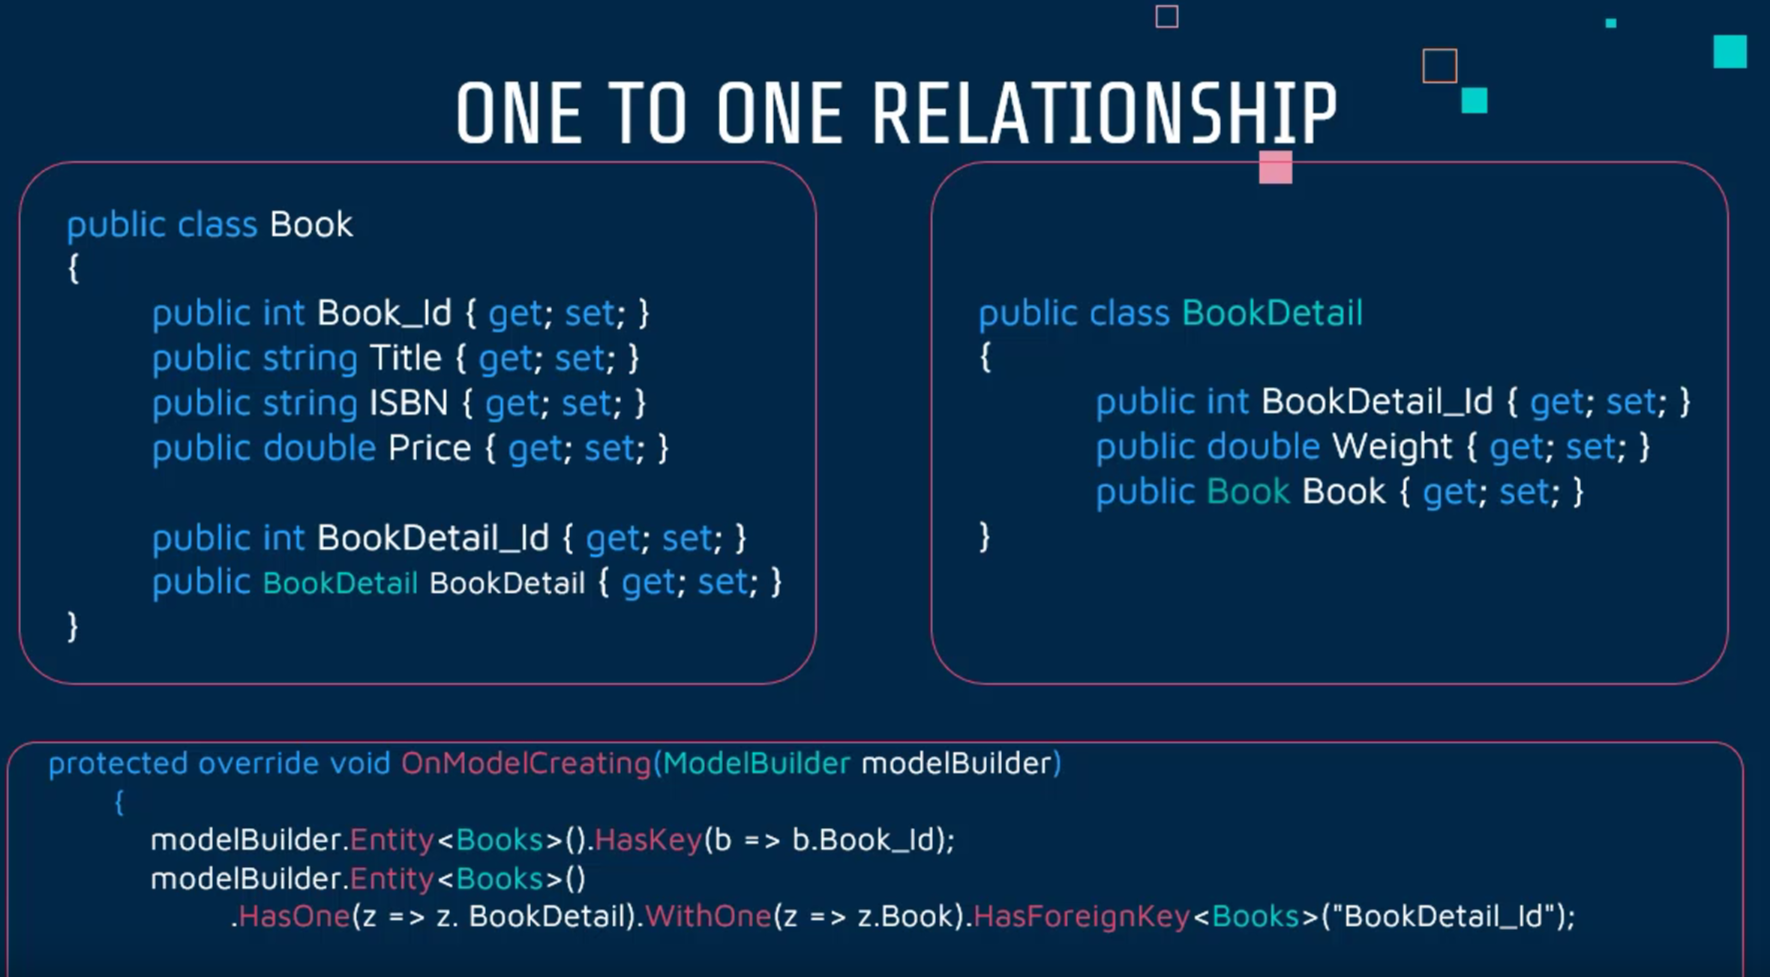 ONE TO ONE RELATIONSHIP
public class Book
{
public int Book_Id { get; set; }
public string Title { get; set; }
public string ISBN { get; set; }
public double Price { get; set; }
public int BookDetail_Id { get; set; }
public BookDetail BookDetail { get; set; }
}
public class BookDetail
{
public int BookDetail_Id { get; set; }
public double Weight { get; set; }
public Book Book { get; set; }
}
protected override void OnModelCreating(ModelBuilder modelBuilder)
{
modelBuilder.Entity<Books>().HasKey(b => b.Book_Id);
modelBuilder.Entity<Books>()
.HasOne(z => z. BookDetail).WithOne(z => z.Book).HasForeignKey<Books>("BookDetail_Id");